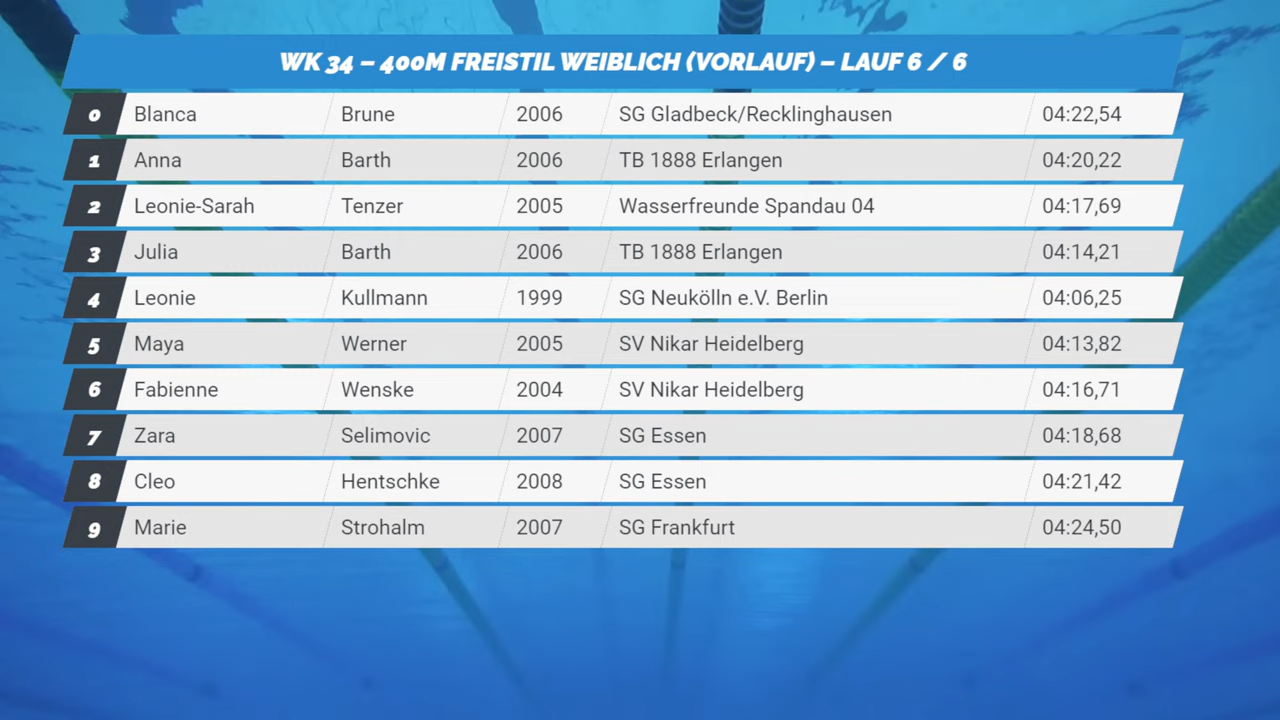 WK 34 – 400M FREISTIL WEIBLICH (VORLAUF) – LAUF 6 / 6
0 Blanca Brune 2006 SG Gladbeck/Recklinghausen 04:22,54
1 Anna Barth 2006 TB 1888 Erlangen 04:20,22
2 Leonie-Sarah Tenzer 2005 Wasserfreunde Spandau 04 04:17,69
3 Julia Barth 2006 TB 1888 Erlangen 04:14,21
4 Leonie Kullmann 1999 SG Neukölln e.V. Berlin 04:06,25
5 Maya Werner 2005 SV Nikar Heidelberg 04:13,82
6 Fabienne Wenske 2004 SV Nikar Heidelberg 04:16,71
7 Zara Selimovic 2007 SG Essen 04:18,68
8 Cleo Hentschke 2008 SG Essen 04:21,42
9 Marie Strohalm 2007 SG Frankfurt 04:24,50